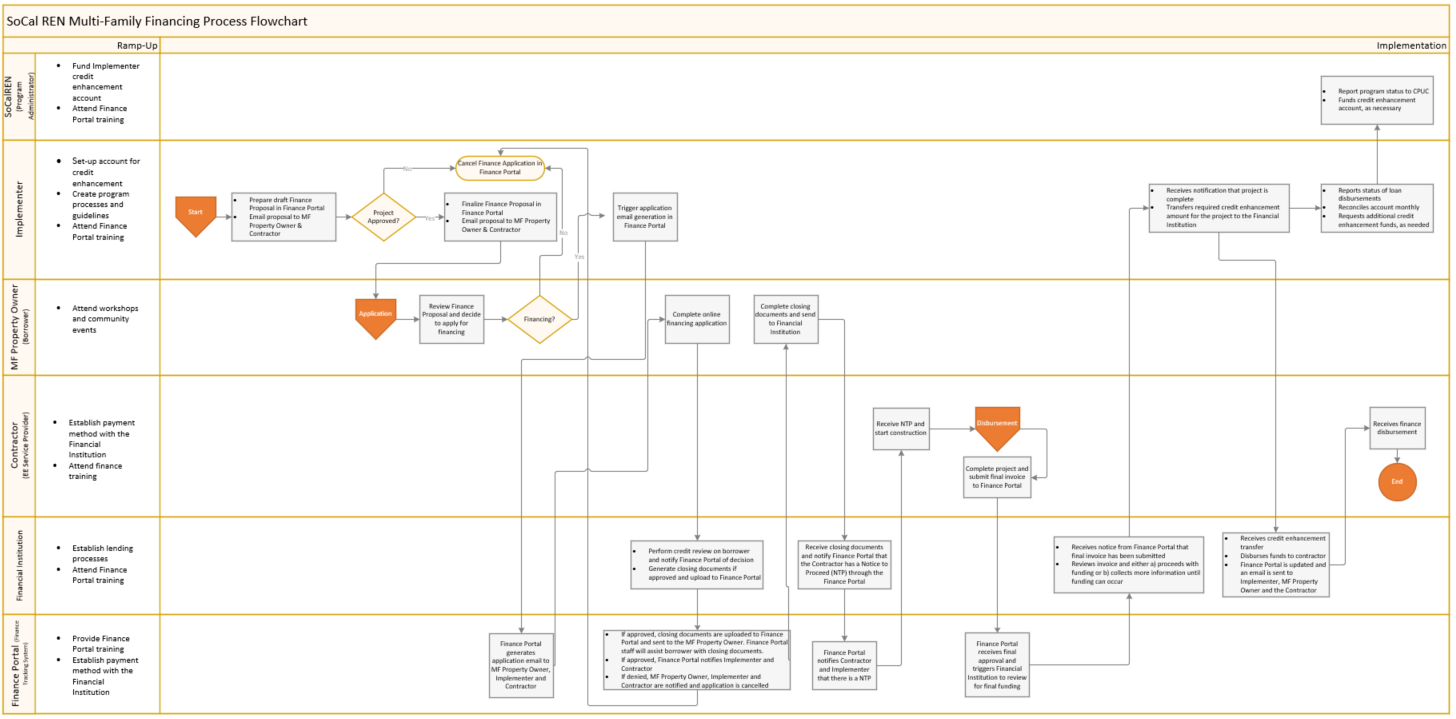 SoCal REN Multi-Family Financing Process Flowchart
Ramp-Up
Implementation
SoCalREN
(Program
Administrator)
• Fund Implementer
credit
enhancement
account
• Attend Finance
Portal training
• Report program status to CPUC
• Funds credit enhancement
account, as necessary
Implementer
• Set-up account for
credit
enhancement
• Create program
processes and
guidelines
• Attend Finance
Portal training
Start
• Prepare draft Finance
Proposal in Finance Portal
• Email proposal to MF
Property Owner &
Contractor
Project
Approved?
No
Yes
Cancel Finance Application in
Finance Portal
• Finalize Finance Proposal in
Finance Portal
• Email proposal to MF Property
Owner & Contractor
No
Yes
Trigger application
email generation in
Finance Portal
• Receives notification that project is
complete
• Transfers required credit enhancement
amount for the project to the Financial
Institution
• Reports status of loan
disbursements
• Reconciles account monthly
• Requests additional credit
enhancement funds, as needed
MF Property Owner
(Borrower)
• Attend workshops
and community
events
Application
Review Finance
Proposal and decide
to apply for
financing
Financing?
Complete online
financing application
Complete closing
documents and send
to Financial
Institution
Contractor
(EE Service Provider)
• Establish payment
method with the
Financial
Institution
• Attend finance
training
Receive NTP and
start construction
Disbursement
Complete project and
submit final invoice
to Finance Portal
Receives finance
disbursement
End
Financial Institution
• Establish lending
processes
• Attend Finance
Portal training
• Perform credit review on borrower
and notify Finance Portal of decision
• Generate closing documents if
approved and upload to Finance Portal
Receive closing documents
and notify Finance Portal that
the Contractor has a Notice to
Proceed (NTP) through the
Finance Portal
• Receives notice from Finance Portal that
final invoice has been submitted
• Reviews invoice and either a) proceeds with
funding or b) collects more information until
funding can occur
• Receives credit enhancement
transfer
• Disburses funds to contractor
• Finance Portal is updated and
an email is sent to
Implementer, MF Property
Owner and the Contractor
Finance Portal (Finance
Tracking System)
• Provide Finance
Portal training
• Establish payment
method with the
Financial
Institution
Finance Portal
generates
application email to
MF Property Owner,
Implementer and
Contractor
• If approved, closing documents are uploaded to Finance
Portal and sent to the MF Property Owner. Finance Portal
staff will assist borrower with closing documents.
• If approved, Finance Portal notifies Implementer and
Contractor
• If denied, MF Property Owner, Implementer and
Contractor are notified and application is cancelled
Finance Portal
notifies Contractor
and Implementer
that there is a NTP
Finance Portal
receives final
approval and
triggers Financial
Institution to review
for final funding